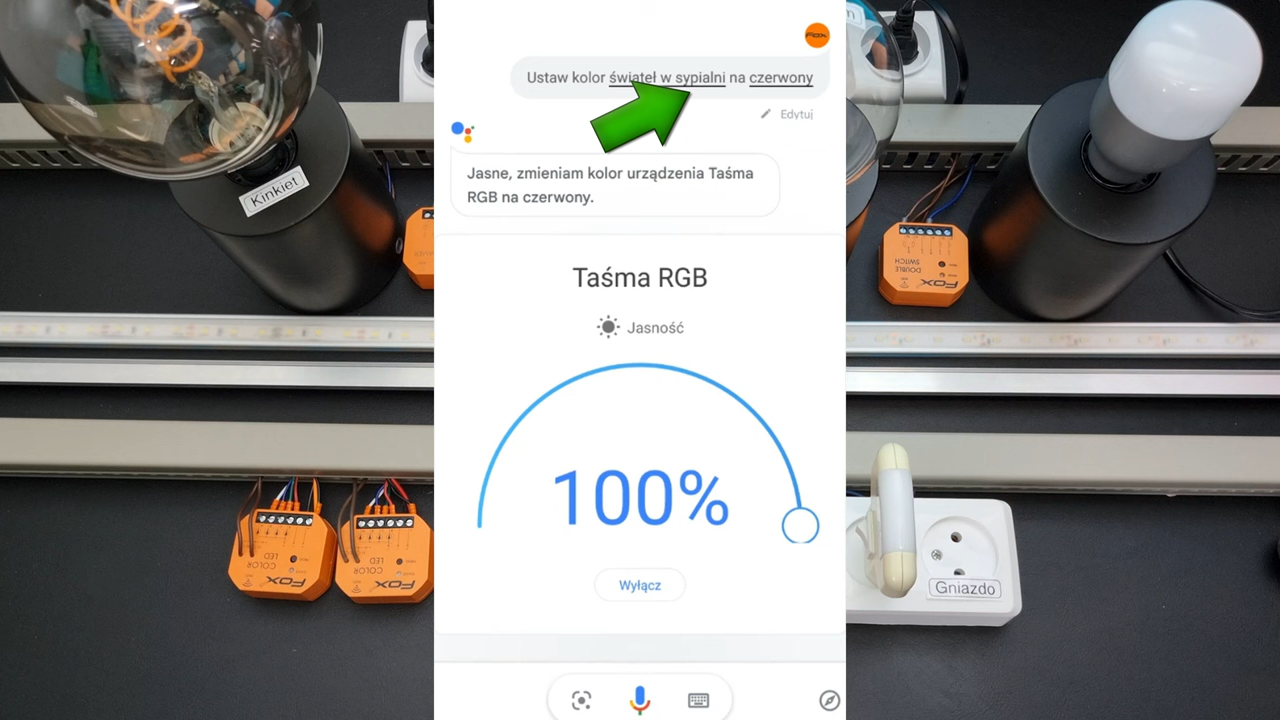 FOX
Ustaw kolor świateł w sypialni na czerwony
Edytuj
Jasne, zmieniam kolor urządzenia Taśma
RGB na czerwony.
Taśma RGB
Jasność
100%
Wyłącz
Kinkiet
DOUBLE
SWITCH
FOX
COLOR
LED
FOX
COLOR
LED
FOX
Gniazdo